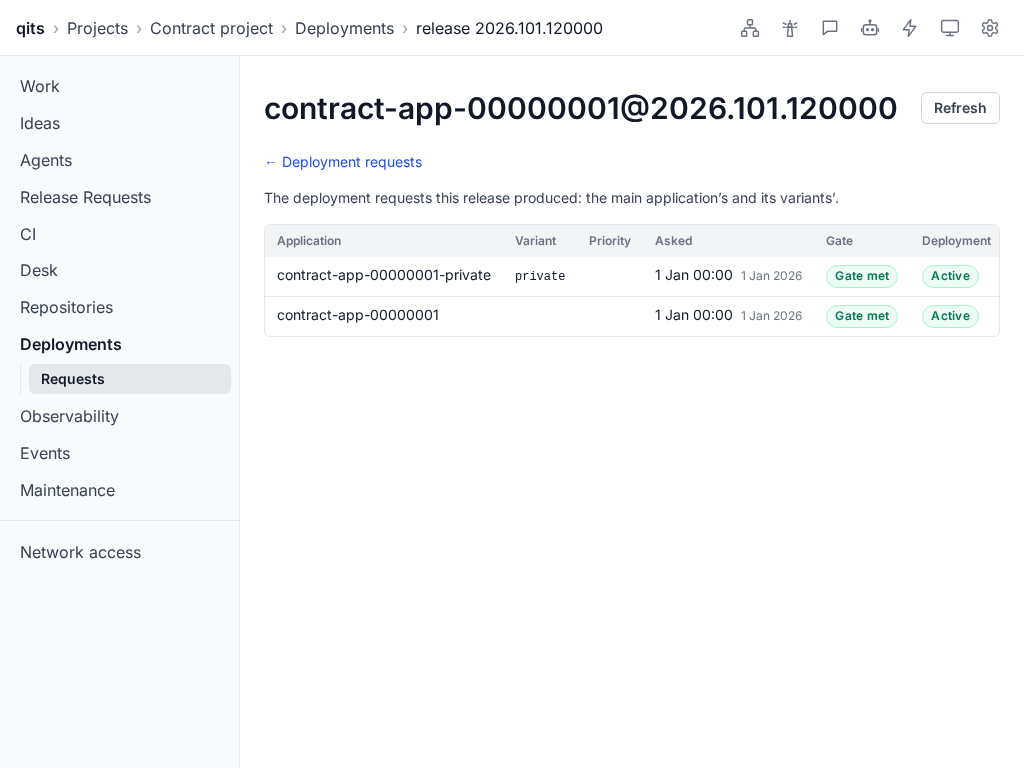 qits › Projects › Contract project › Deployments › release 2026.101.120000
Work
Ideas
Agents
Release Requests
CI
Desk
Repositories
Deployments
Requests
Observability
Events
Maintenance
Network access
contract-app-00000001@2026.101.120000
Refresh
← Deployment requests
The deployment requests this release produced: the main application’s and its variants’.
Application Variant Priority Asked Gate Deployment
contract-app-00000001-private private 1 Jan 00:00 1 Jan 2026 Gate met Active
contract-app-00000001 1 Jan 00:00 1 Jan 2026 Gate met Active